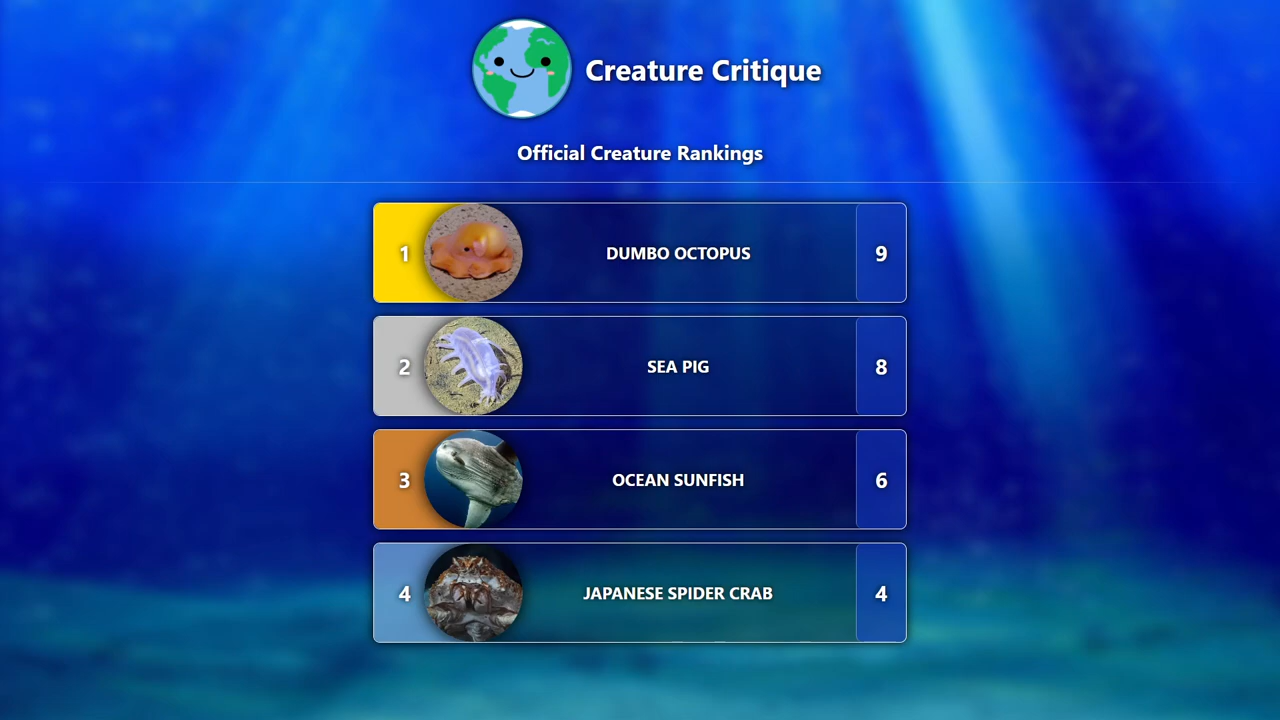 Creature Critique
Official Creature Rankings
1 DUMBO OCTOPUS 9
2 SEA PIG 8
3 OCEAN SUNFISH 6
4 JAPANESE SPIDER CRAB 4